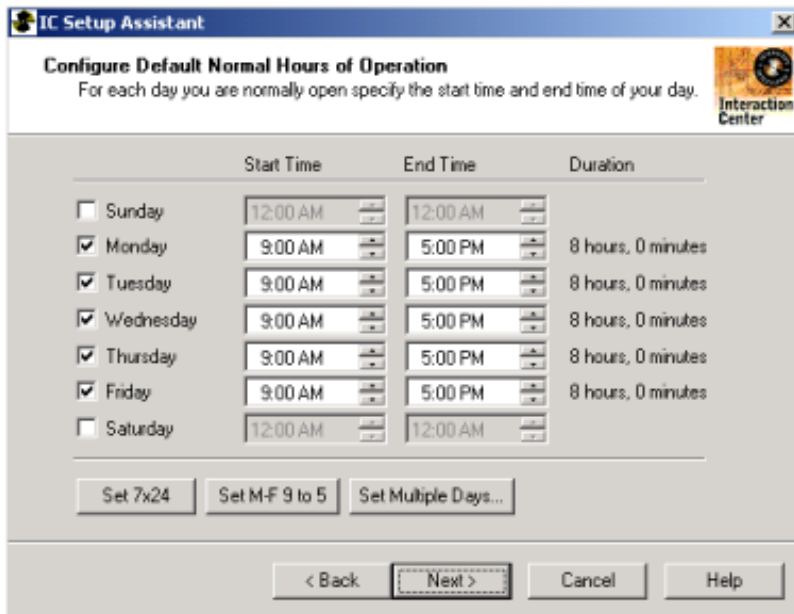 IC Setup Assistant
Configure Default Normal Hours of Operation
For each day you are normally open specify the start time and end time of your day.
Interaction
Center
Start Time End Time Duration
Sunday 12:00 AM 12:00 AM
Monday 9:00 AM 5:00 PM 8 hours, 0 minutes
Tuesday 9:00 AM 5:00 PM 8 hours, 0 minutes
Wednesday 9:00 AM 5:00 PM 8 hours, 0 minutes
Thursday 9:00 AM 5:00 PM 8 hours, 0 minutes
Friday 9:00 AM 5:00 PM 8 hours, 0 minutes
Saturday 12:00 AM 12:00 AM
Set 7x24 Set M-F 9 to 5 Set Multiple Days...
< Back Next > Cancel Help